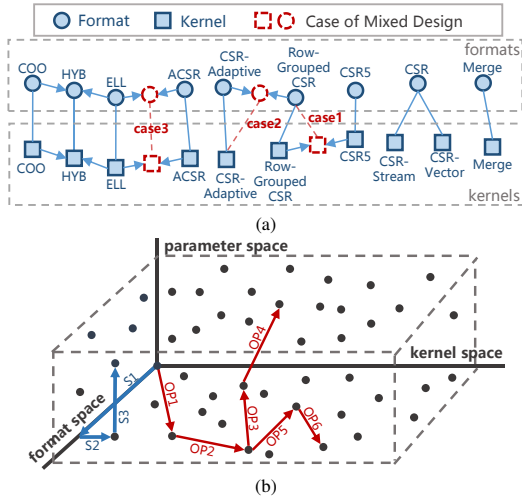 Format Kernel Case of Mixed Design
formats
COO HYB ELL ACSR CSR-Adaptive Row-Grouped CSR CSR5 CSR Merge
case3 case2 case1
COO HYB ELL ACSR CSR-Adaptive Row-Grouped CSR CSR5 CSR-Stream CSR-Vector Merge
kernels
(a)
parameter space
OP4
kernel space
S1
OP1
format space
S3
OP3
OP5
OP6
S2
OP2
(b)